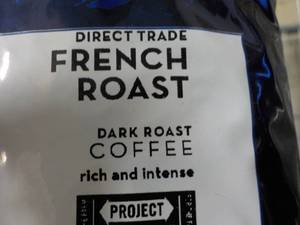 DIRECT TRADE
FRENCH
ROAST
DARK ROAST
COFFEE
rich and intense
PROJECT